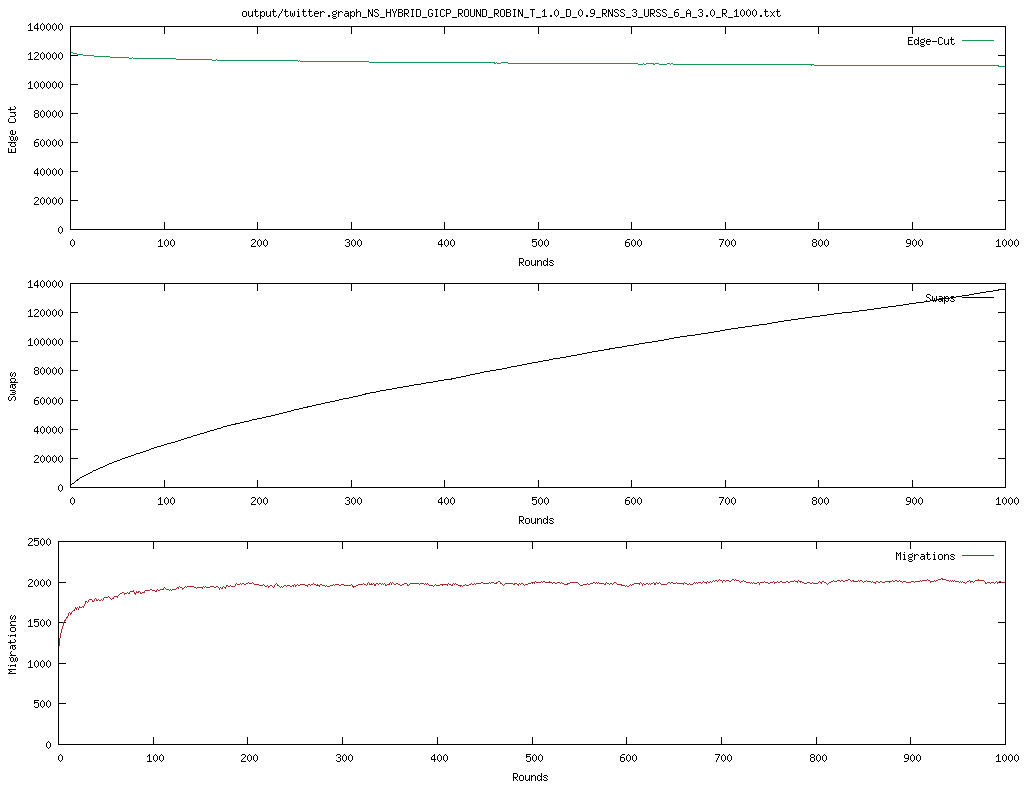 output/twitter.graph_NS_HYBRID_GICP_ROUND_ROBIN_T_1.0_D_0.9_RNSS_3_URSS_6_A_3.0_R_1000.txt
140000
120000
100000
80000
60000
40000
20000
0
Edge Cut
Edge-Cut
0 100 200 300 400 500 600 700 800 900 1000
Rounds
140000
120000
100000
80000
60000
40000
20000
0
Swaps
Swaps
0 100 200 300 400 500 600 700 800 900 1000
Rounds
2500
2000
1500
1000
500
0
Migrations
Migrations
0 100 200 300 400 500 600 700 800 900 1000
Rounds